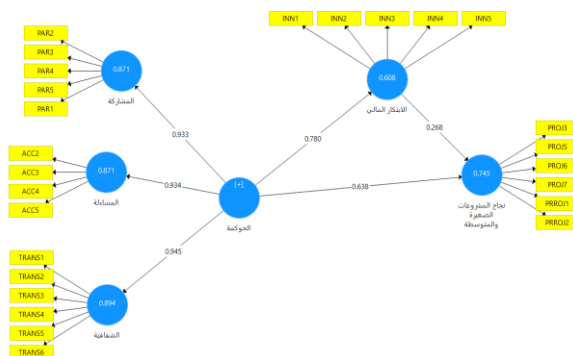 INN1
INN2
INN3
INN4
INN5
PAR2
PAR3
PAR4
PAR5
PAR1
0.871
المشاركة
0.608
الابتكار المالي
0.933
0.780
0.268
ACC2
ACC3
ACC4
ACC5
0.871
المساءلة
0.934
[+]
الحوكمة
0.638
0.745
نجاح المشروعات
الصغيرة
والمتوسطة
PROJ3
PROJ5
PROJ6
PROJ7
PRROJ1
PRROJ2
0.945
TRANS1
TRANS2
TRANS3
TRANS4
TRANS5
TRANS6
0.894
الشفافية